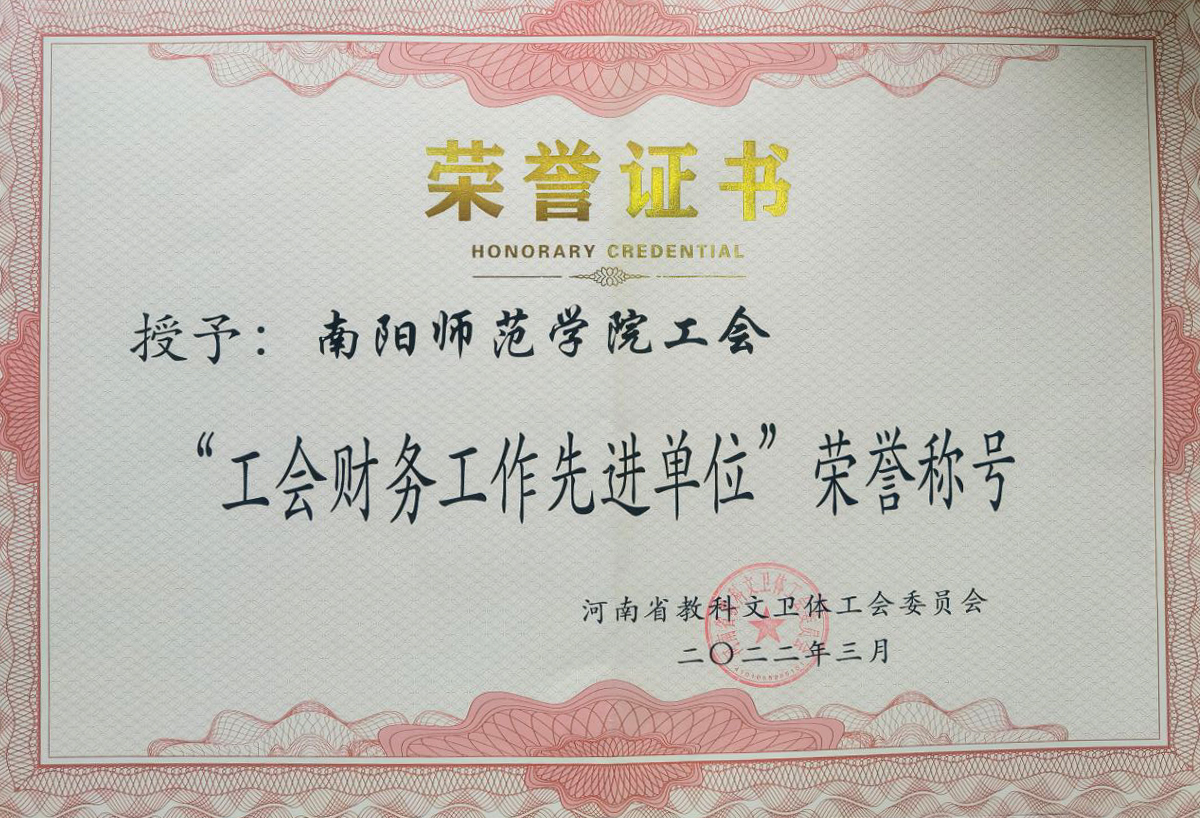 荣誉证书
HONORARY CREDENTIAL
授予：南阳师范学院工会
“工会财务工作先进单位”荣誉称号
河南省教科文卫体工会委员会
二〇二二年三月